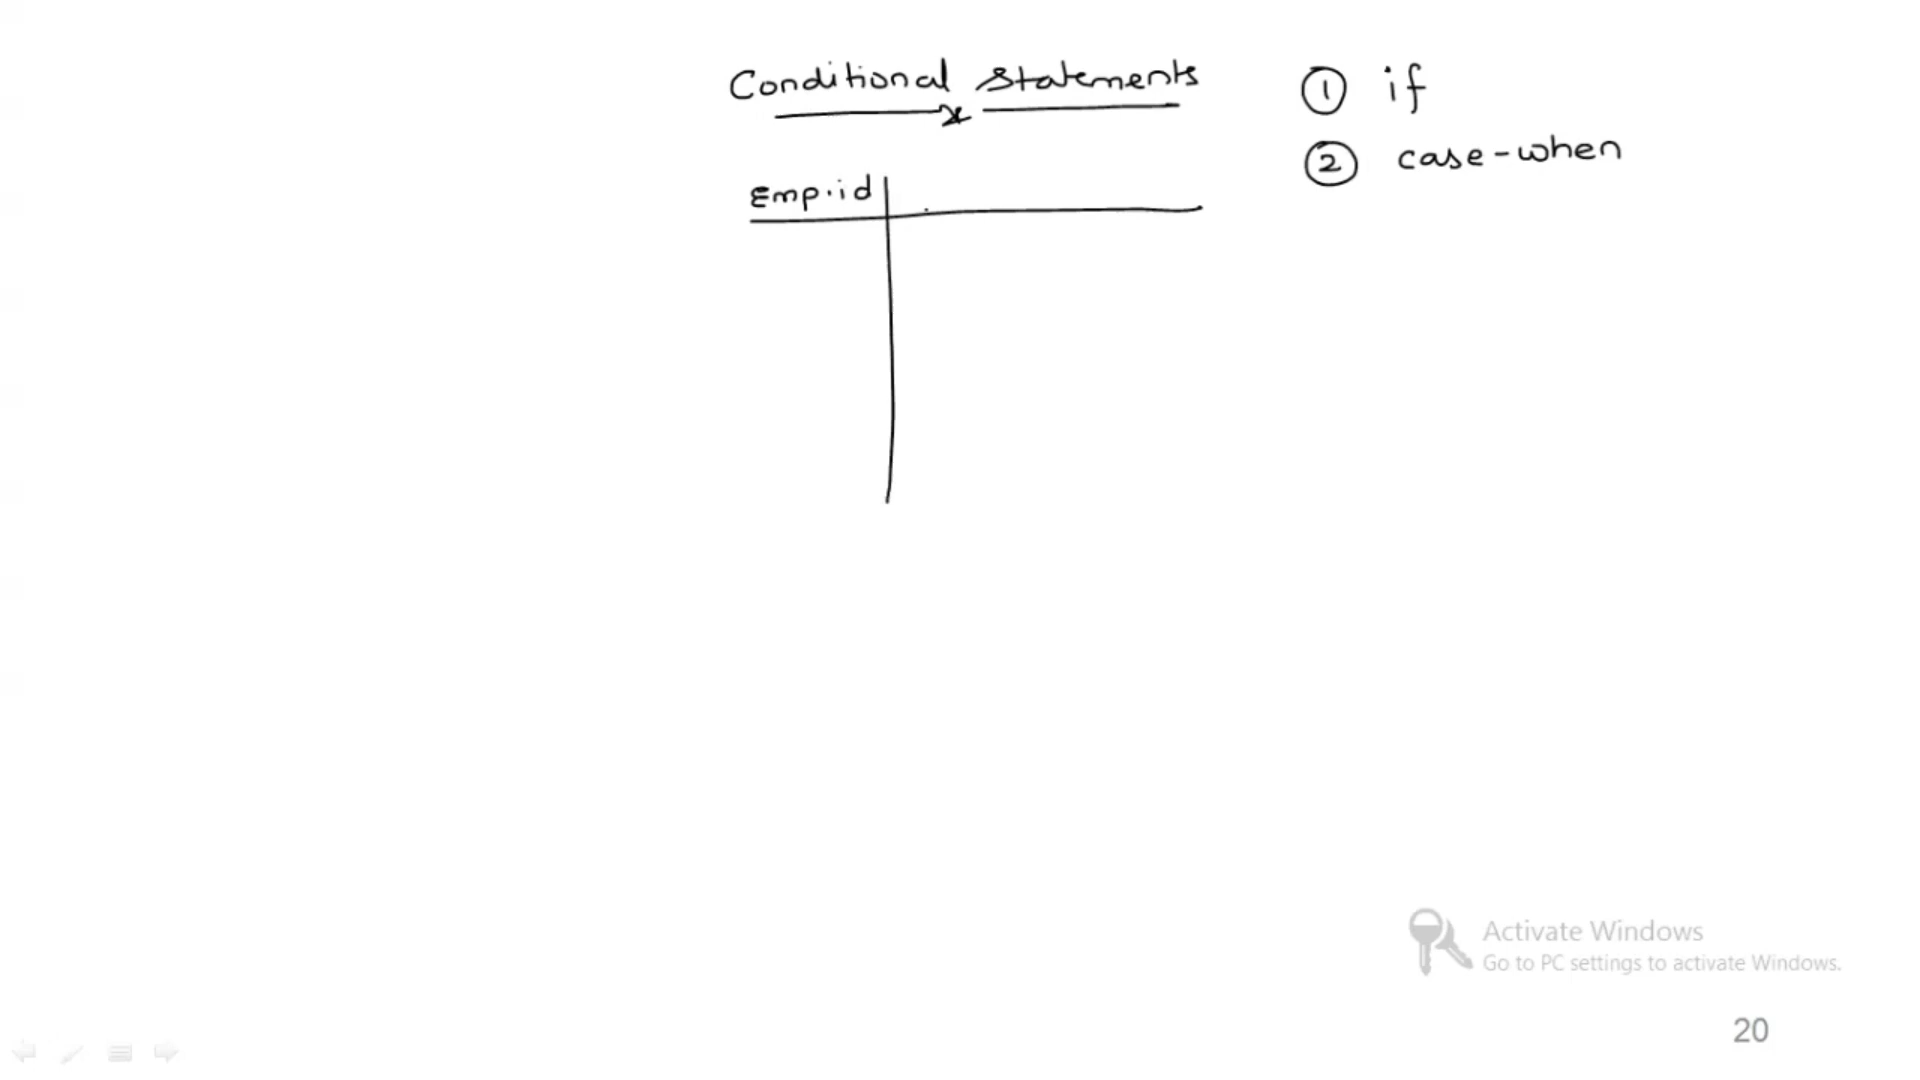 Conditional Statements
① if
② case-when
Emp.id
Activate Windows
Go to PC settings to activate Windows.
20